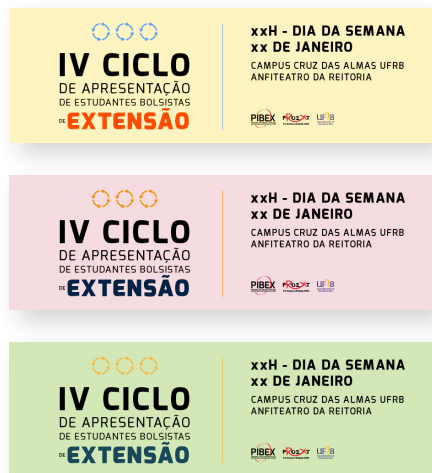 IV CICLO
DE APRESENTAÇÃO
DE ESTUDANTES BOLSISTAS
DE EXTENSÃO
xxH - DIA DA SEMANA
xx DE JANEIRO
CAMPUS CRUZ DAS ALMAS UFRB
ANFITEATRO DA REITORIA
PIBEX PROEXT UFRB
IV CICLO
DE APRESENTAÇÃO
DE ESTUDANTES BOLSISTAS
DE EXTENSÃO
xxH - DIA DA SEMANA
xx DE JANEIRO
CAMPUS CRUZ DAS ALMAS UFRB
ANFITEATRO DA REITORIA
PIBEX PROEXT UFRB
IV CICLO
DE APRESENTAÇÃO
DE ESTUDANTES BOLSISTAS
DE EXTENSÃO
xxH - DIA DA SEMANA
xx DE JANEIRO
CAMPUS CRUZ DAS ALMAS UFRB
ANFITEATRO DA REITORIA
PIBEX PROEXT UFRB